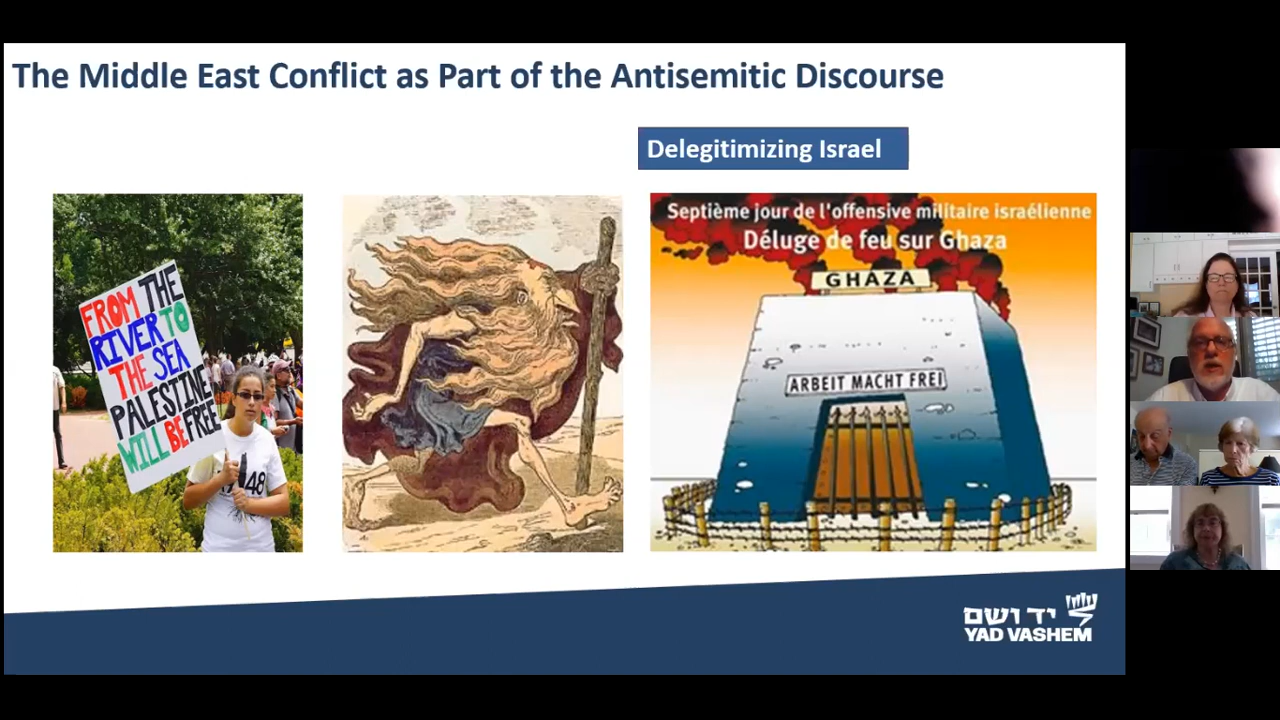 The Middle East Conflict as Part of the Antisemitic Discourse
Delegitimizing Israel
FROM THE
RIVER TO
THE SEA
PALESTINE
WILL BE FREE
48
Septième jour de l'offensive militaire israélienne
Déluge de feu sur Ghaza
GHAZA
ARBEIT MACHT FREI
יד ושם
YAD VASHEM